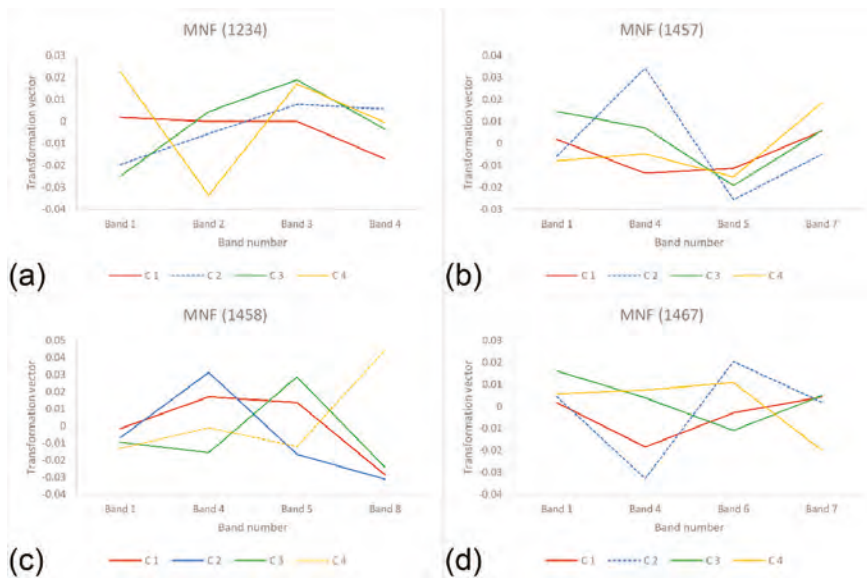 MNF (1234)
Transformation vector
0.03
0.02
0.01
0
-0.01
-0.02
-0.03
-0.04
Band 1 Band 2 Band 3 Band 4
Band number
(a)
C 1 C 2 C 3 C 4
MNF (1457)
Transformation vector
0.04
0.03
0.02
0.01
0
-0.01
-0.02
-0.03
Band 1 Band 4 Band 5 Band 7
Band number
(b)
C 1 C 2 C 3 C 4
MNF (1458)
Transformation vector
0.05
0.04
0.03
0.02
0.01
0
-0.01
-0.02
-0.03
-0.04
Band 1 Band 4 Band 5 Band 8
Band number
(c)
C 1 C 2 C 3 C 4
MNF (1467)
Transformation vector
0.03
0.02
0.01
0
-0.01
-0.02
-0.03
-0.04
Band 1 Band 4 Band 6 Band 7
Band number
(d)
C 1 C 2 C 3 C 4